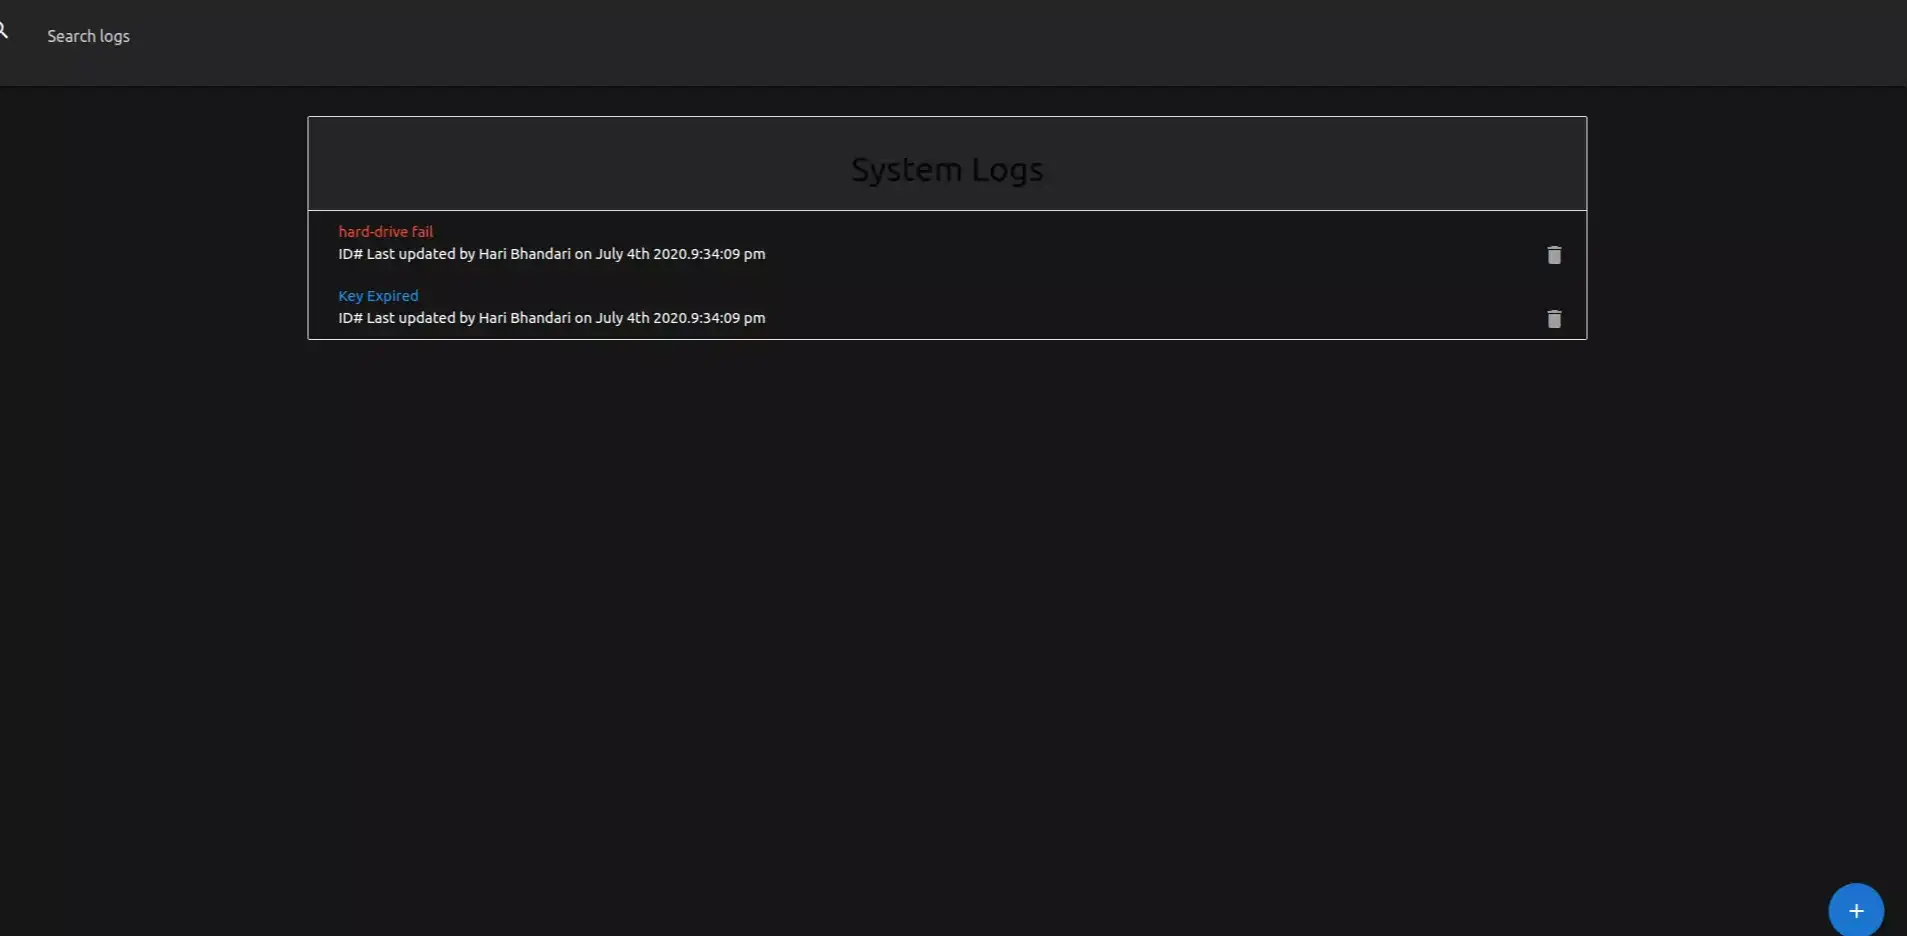 Search logs
System Logs
hard-drive fail
ID# Last updated by Hari Bhandari on July 4th 2020.9:34:09 pm
Key Expired
ID# Last updated by Hari Bhandari on July 4th 2020.9:34:09 pm